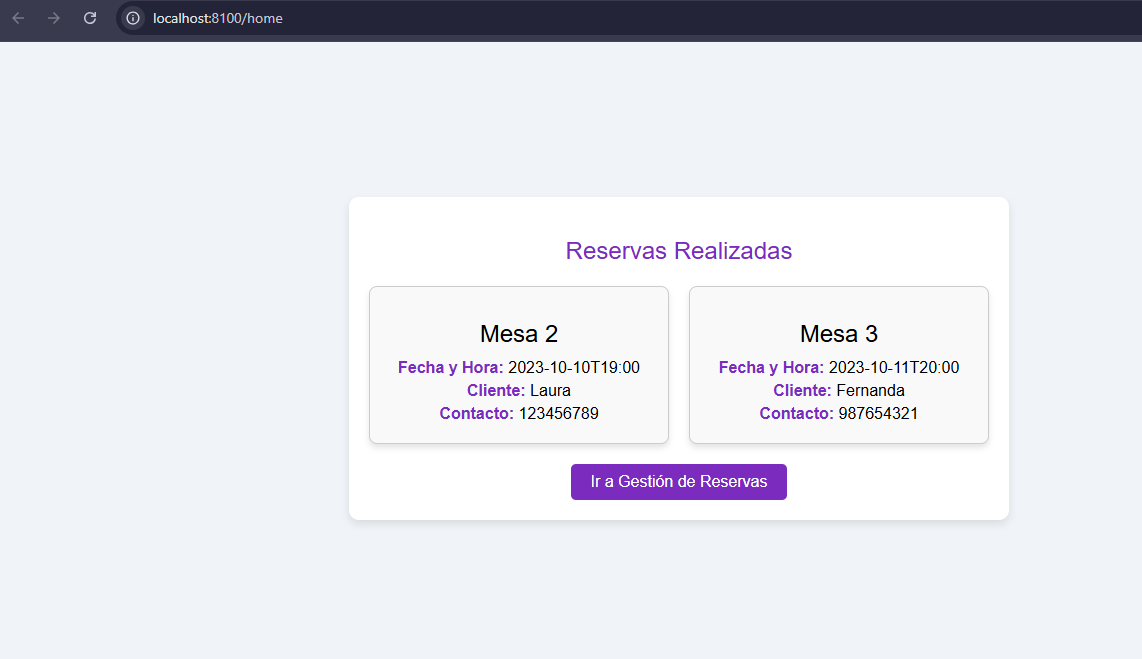 localhost:8100/home
Reservas Realizadas
Mesa 2
Fecha y Hora: 2023-10-10T19:00
Cliente: Laura
Contacto: 123456789
Mesa 3
Fecha y Hora: 2023-10-11T20:00
Cliente: Fernanda
Contacto: 987654321
Ir a Gestión de Reservas